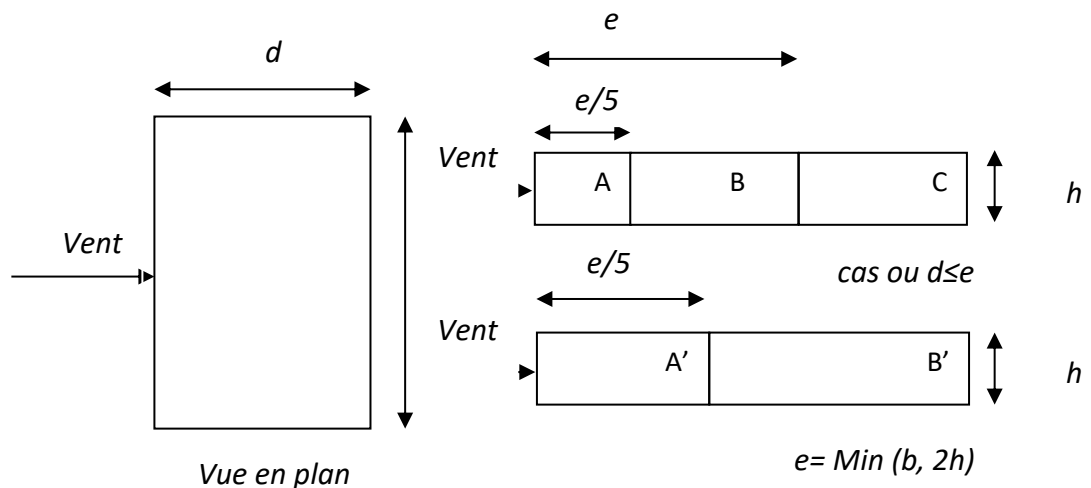 d
Vent
Vue en plan
e
e/5
Vent
A B C
h
cas ou d≤e
e/5
Vent
A’ B’
h
e= Min (b, 2h)